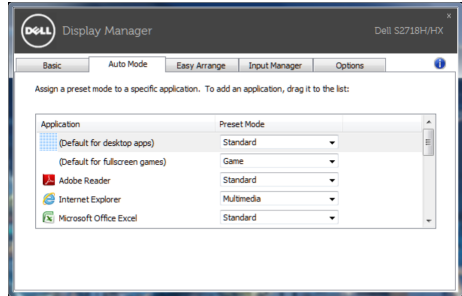 DELL Display Manager
Dell S2718H/HX
Basic Auto Mode Easy Arrange Input Manager Options
Assign a preset mode to a specific application. To add an application, drag it to the list:
Application Preset Mode
(Default for desktop apps) Standard
(Default for fullscreen games) Game
Adobe Reader Standard
Internet Explorer Multimedia
Microsoft Office Excel Standard